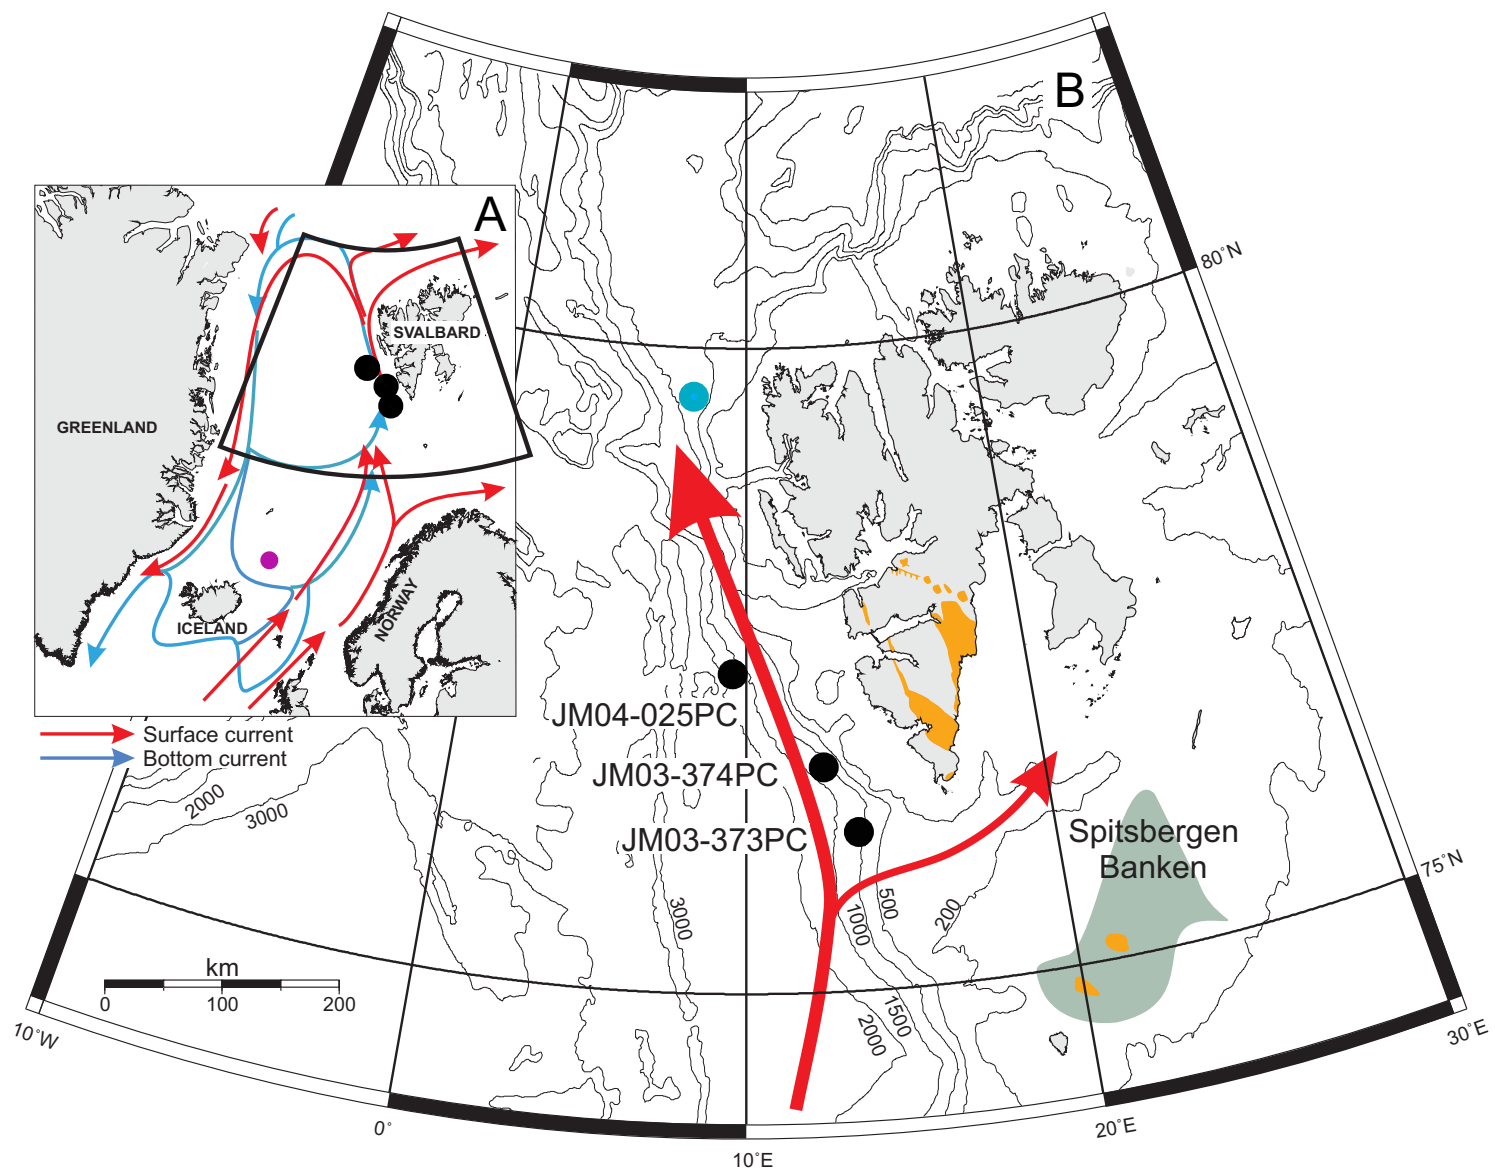 B
80°N
A
SVALBARD
GREENLAND
ICELAND
NORWAY
Surface current
Bottom current
2000
3000
JM04-025PC
JM03-374PC
JM03-373PC
Spitsbergen
Banken
75°N
3000
1000
500
200
1500
2000
km
0
100
200
10°W
0°
10°E
20°E
30°E